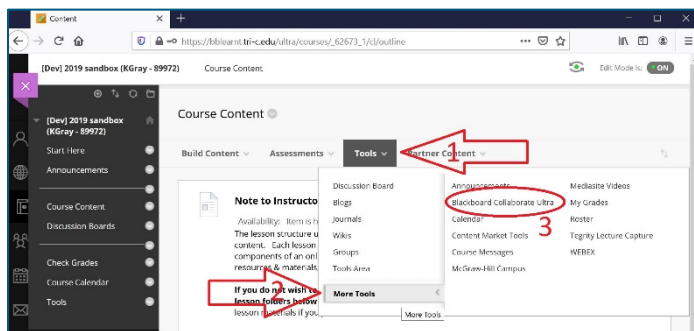 Content
https://bblearn.tri-c.edu/ultra/courses/_62673_1/cl/outline
[Dev] 2019 sandbox (KGray - 89972) Course Content Edit Mode is: ON
[Dev] 2019 sandbox
(KGray - 89972)
Start Here
Announcements
Course Content
Discussion Boards
Check Grades
Course Calendar
Tools
Course Content
Build Content Assessments Tools Partner Content
1
Note to Instructo
Availability: Item is h
The lesson structure u
content. Each lesson
components of an onl
resources & materials,
If you do not wish to
lesson folders below
lesson materials if you
Discussion Board
Blogs
Journals
Wikis
Groups
Tools Area
More Tools
2
More Tools
Announcements
Blackboard Collaborate Ultra
Calendar
Content Market Tools
Course Messages
McGraw-Hill Campus
3
Mediasite Videos
My Grades
Roster
Tegrity Lecture Capture
WEBEX